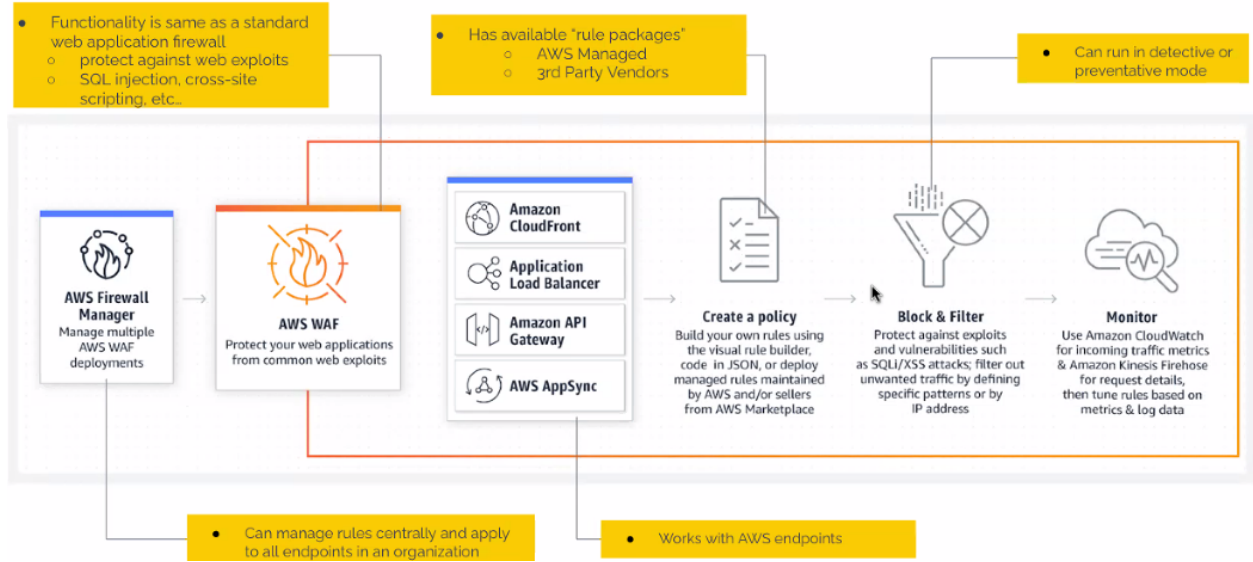 ● Functionality is same as a standard
web application firewall
○ protect against web exploits
○ SQL injection, cross-site
scripting, etc...
● Has available “rule packages”
○ AWS Managed
○ 3rd Party Vendors
● Can run in detective or
preventative mode
AWS Firewall
Manager
Manage multiple
AWS WAF
deployments
AWS WAF
Protect your web applications
from common web exploits
Amazon
CloudFront
Application
Load Balancer
Amazon API
Gateway
AWS AppSync
Create a policy
Build your own rules using
the visual rule builder,
code in JSON, or deploy
managed rules maintained
by AWS and/or sellers
from AWS Marketplace
Block & Filter
Protect against exploits
and vulnerabilities such
as SQLi/XSS attacks; filter out
unwanted traffic by defining
specific patterns or by
IP address
Monitor
Use Amazon CloudWatch
for incoming traffic metrics
& Amazon Kinesis Firehose
for request details,
then tune rules based on
metrics & log data
● Can manage rules centrally and apply
to all endpoints in an organization
● Works with AWS endpoints